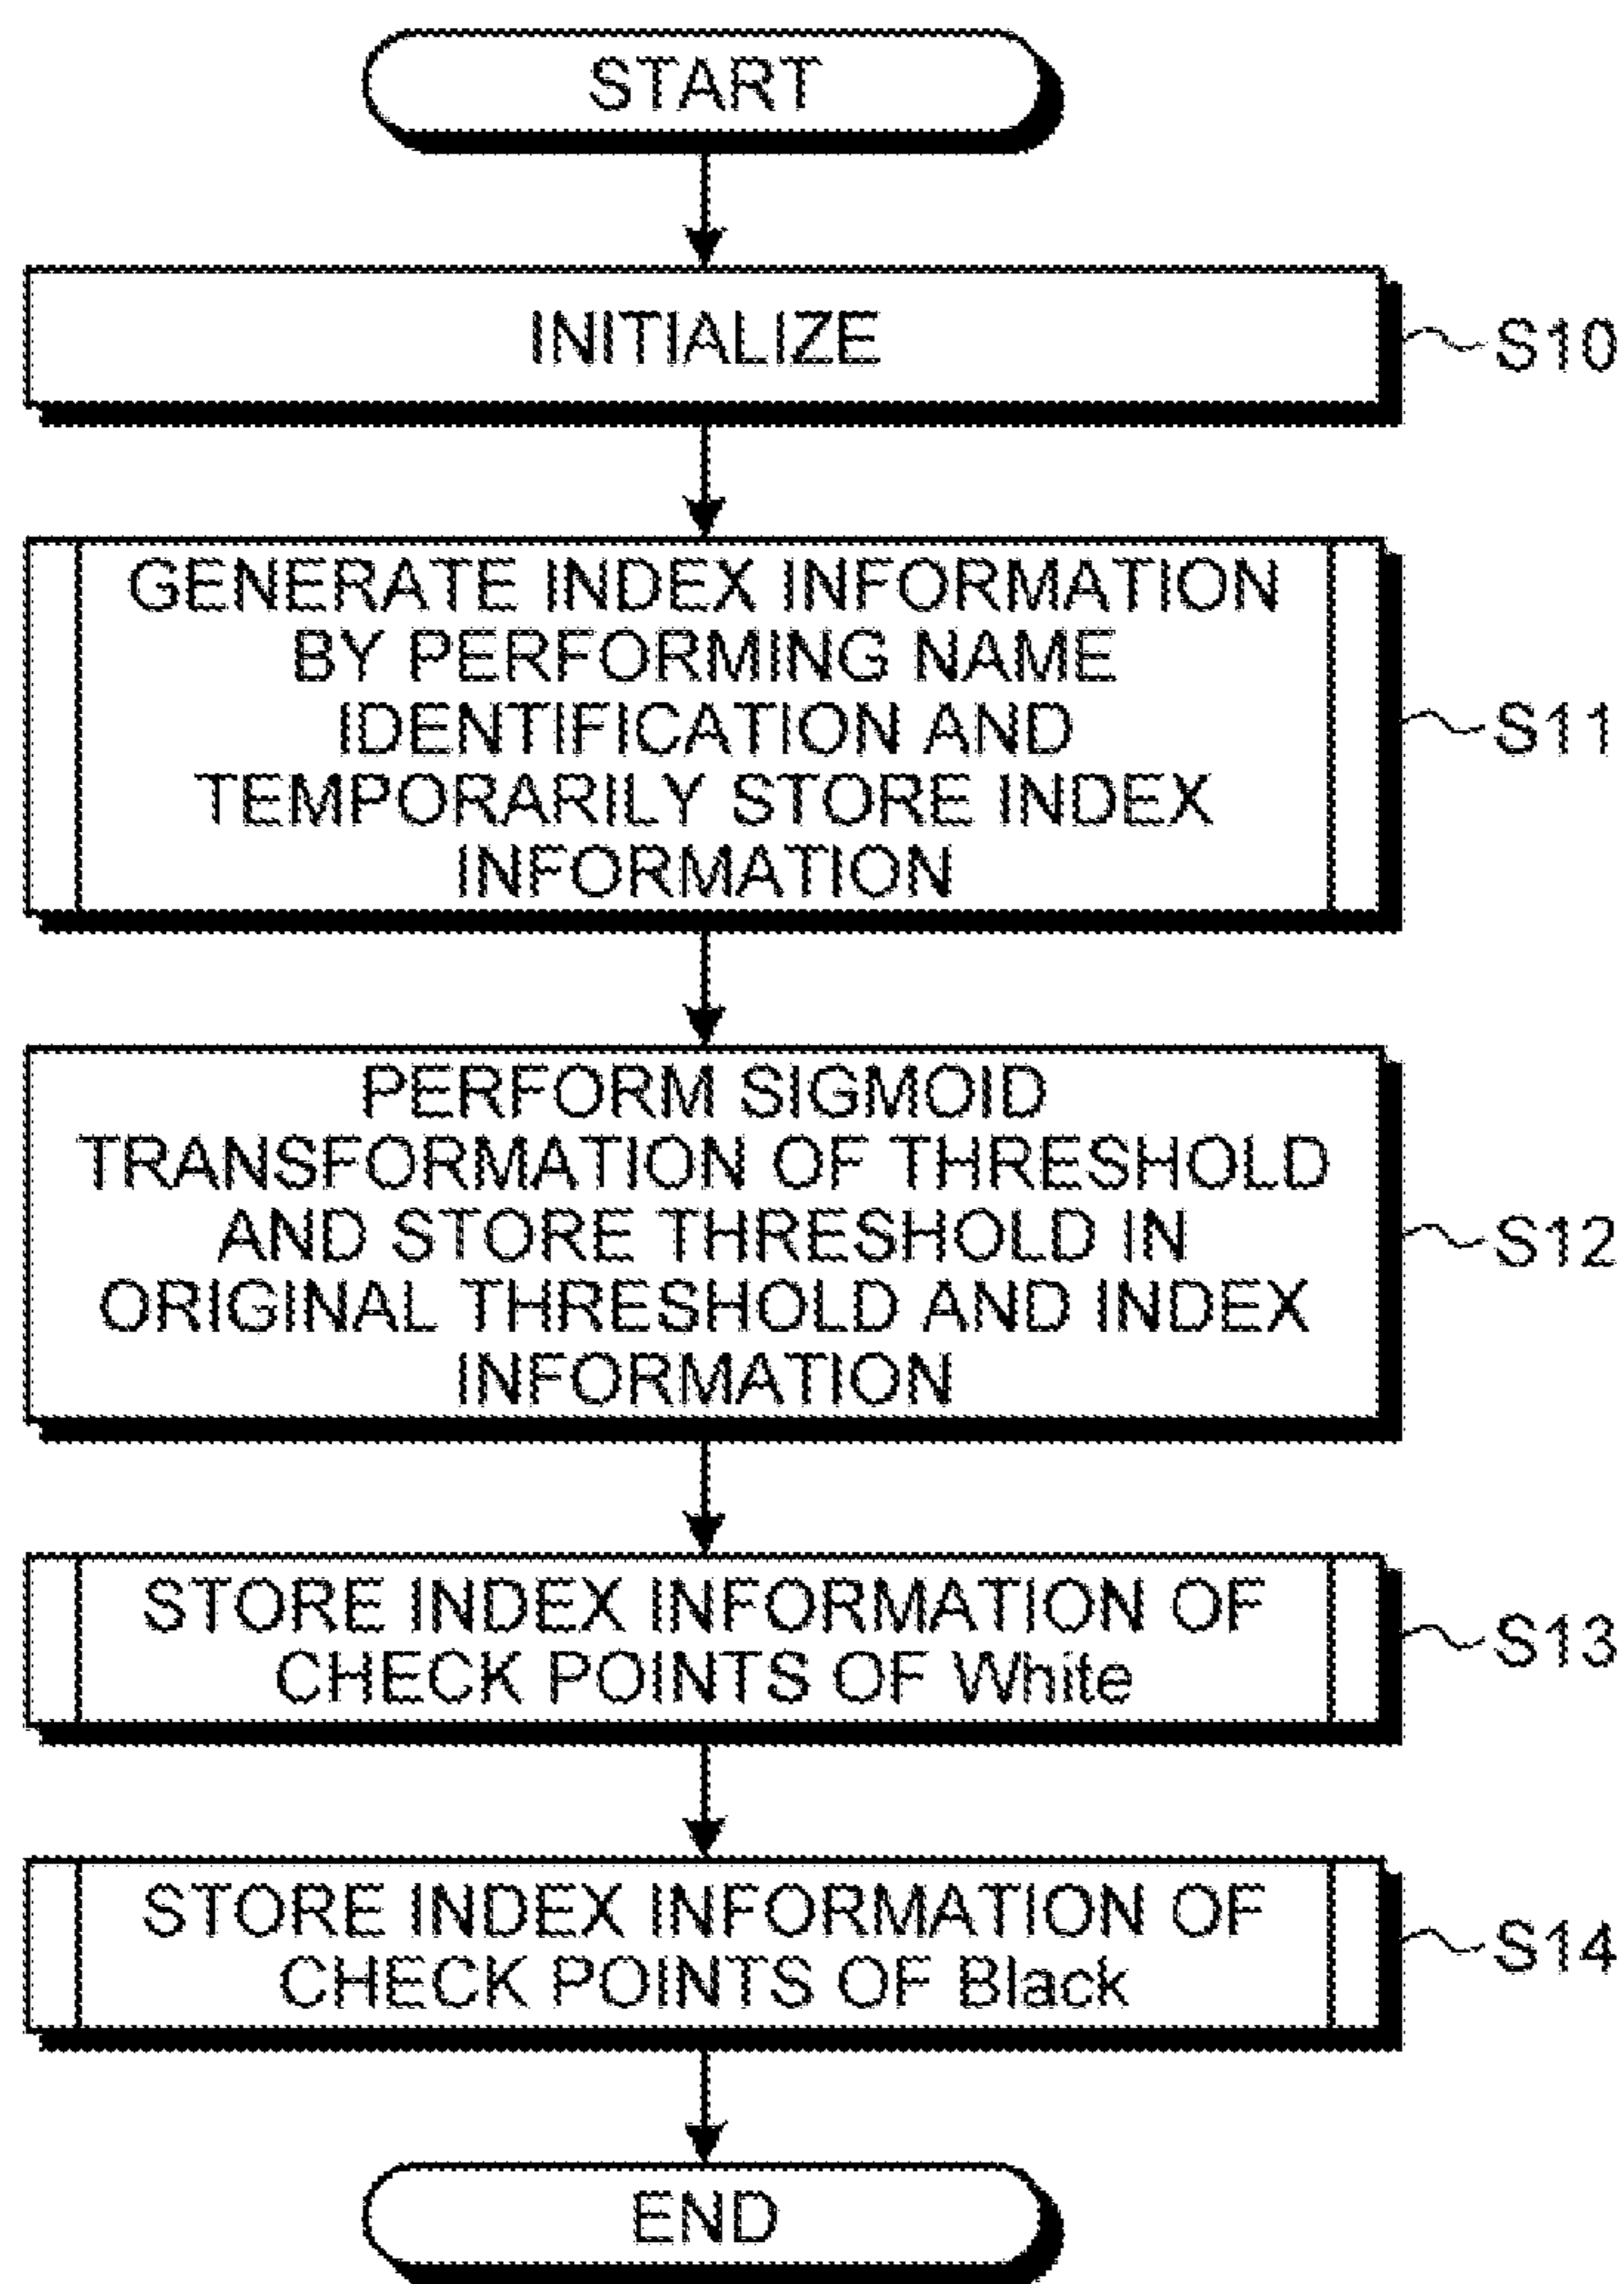 START
INITIALIZE
S10
GENERATE INDEX INFORMATION
BY PERFORMING NAME
IDENTIFICATION AND
TEMPORARILY STORE INDEX
INFORMATION
S11
PERFORM SIGMOID
TRANSFORMATION OF THRESHOLD
AND STORE THRESHOLD IN
ORIGINAL THRESHOLD AND INDEX
INFORMATION
S12
STORE INDEX INFORMATION OF
CHECK POINTS OF White
S13
STORE INDEX INFORMATION OF
CHECK POINTS OF Black
S14
END